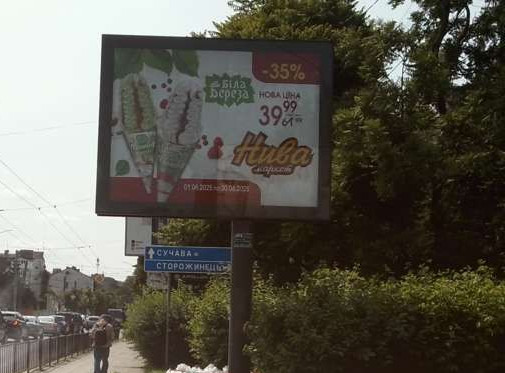 -35%
Біла
Береза
НОВА ЦІНА
39 99
61 99
Нива
маркет
01.06.2025 по 30.06.2025
СУЧАВА
СТОРОЖИНЕЦЬ